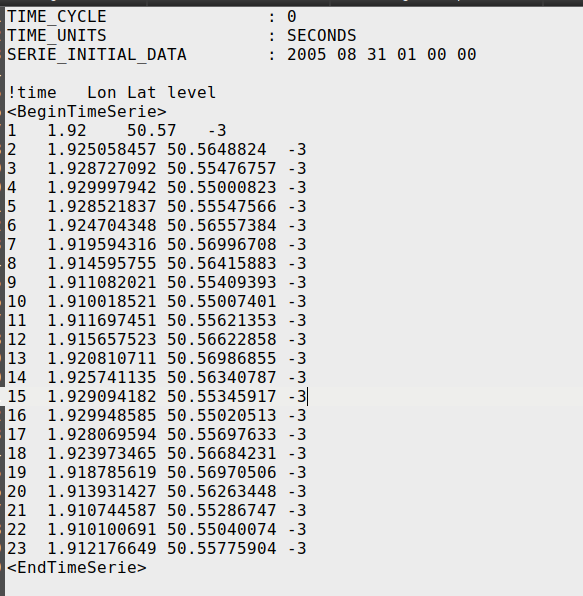 TIME_CYCLE : 0
TIME_UNITS : SECONDS
SERIE_INITIAL_DATA : 2005 08 31 01 00 00
!time Lon Lat level
<BeginTimeSerie>
1 1.92 50.57 -3
2 1.925058457 50.5648824 -3
3 1.928727092 50.55476757 -3
4 1.929997942 50.55000823 -3
5 1.928521837 50.55547566 -3
6 1.924704348 50.56557384 -3
7 1.919594316 50.56996708 -3
8 1.914595755 50.56415883 -3
9 1.911082021 50.55409393 -3
10 1.910018521 50.55007401 -3
11 1.911697451 50.55621353 -3
12 1.915657523 50.56622858 -3
13 1.920810711 50.56986855 -3
14 1.925741135 50.56340787 -3
15 1.929094182 50.55345917 -3
16 1.929948585 50.55020513 -3
17 1.928069594 50.55697633 -3
18 1.923973465 50.56684231 -3
19 1.918785619 50.56970506 -3
20 1.913931427 50.56263448 -3
21 1.910744587 50.55286747 -3
22 1.910100691 50.55040074 -3
23 1.912176649 50.55775904 -3
<EndTimeSerie>